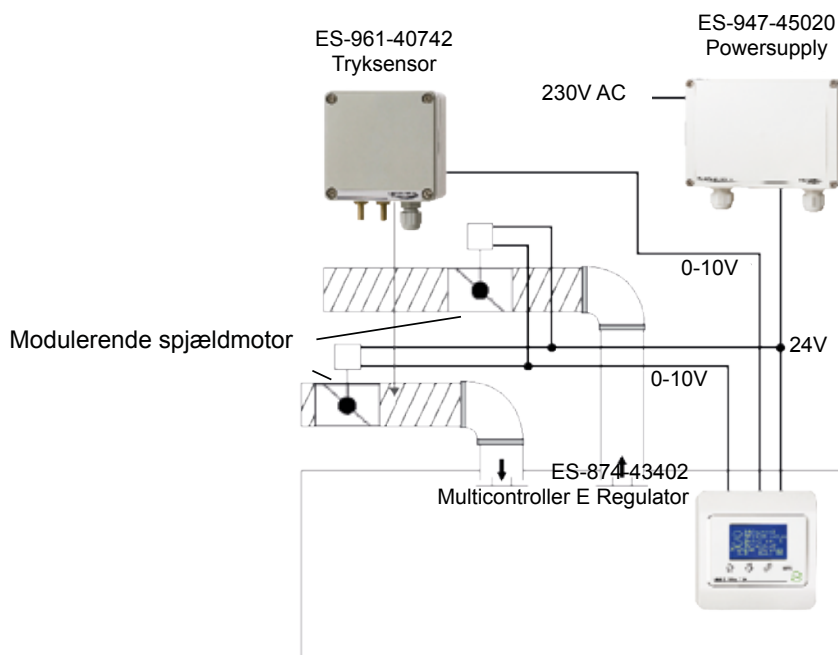 ES-961-40742
Tryksensor
ES-947-45020
Powersupply
230V AC
0-10V
Modulerende spjældmotor
24V
0-10V
ES-874-43402
Multicontroller E Regulator